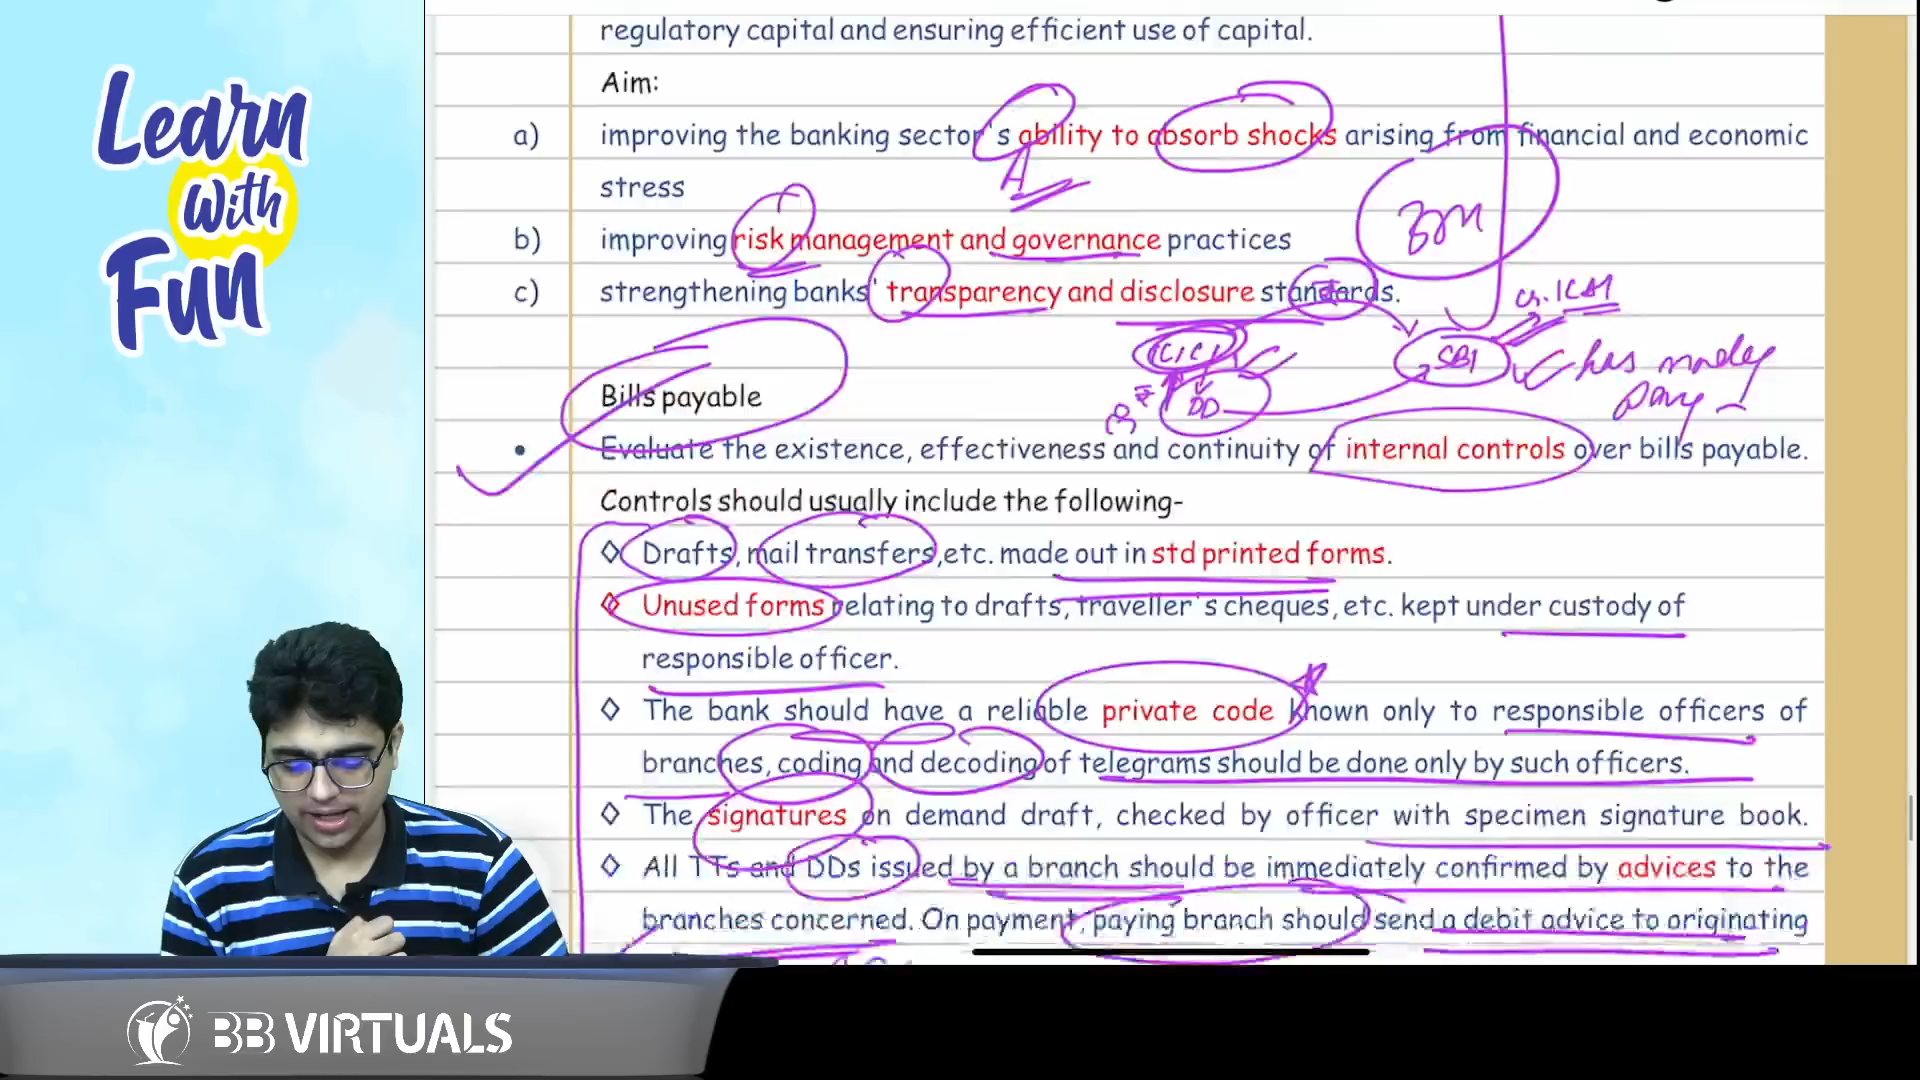 Learn
with
Fun
regulatory capital and ensuring efficient use of capital.
Aim:
a) improving the banking sector's ability to absorb shocks arising from financial and economic
stress
b) improving risk management and governance practices
c) strengthening banks' transparency and disclosure standards.
Bills payable
• Evaluate the existence, effectiveness and continuity of internal controls over bills payable.
Controls should usually include the following-
◇ Drafts, mail transfers,etc. made out in std printed forms.
◇ Unused forms relating to drafts, traveller's cheques, etc. kept under custody of
responsible officer.
◇ The bank should have a reliable private code known only to responsible officers of
branches, coding and decoding of telegrams should be done only by such officers.
◇ The signatures on demand draft, checked by officer with specimen signature book.
◇ All TTs and DDs issued by a branch should be immediately confirmed by advices to the
branches concerned. On payment, paying branch should send a debit advice to originating
A
ICICI
DD
SBI
has
BB VIRTUALS